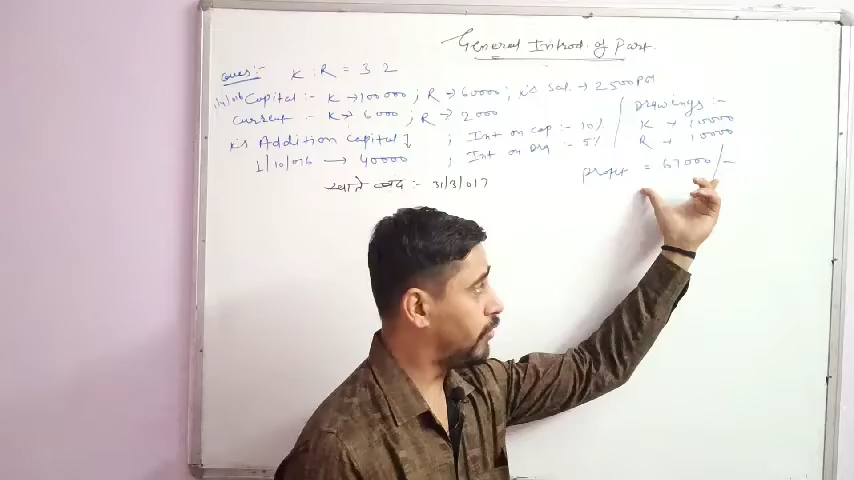 General Introd. of Part.
Ques:- K : R = 3 2
1/4/016 Capital :- K → 100000 ; R → 60000 ; K's Sal. → 2500 P.M
Current :- K → 6000 ; R → 2000
K's Addition Capital ; Int on Cap :- 10%
1/10/016 → 40000 ; Int on Drg :- 5%
खाते बन्द :- 31/3/017
Drawings :-
K → 10000
R → 10000
Profit = 67000/-